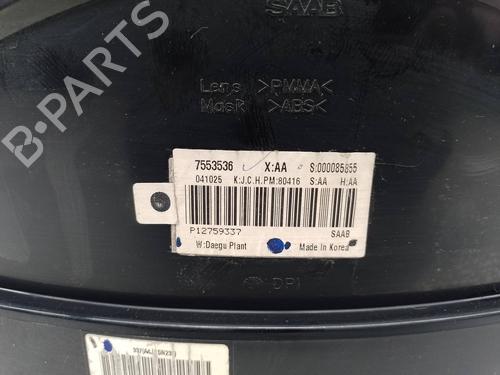 SAAB
Lens >PMMA<
Mask >ABS<
7553536 X:AA S:000085855
041025 K:J.C.H.PM:80416 S:AA H:AA
P12759337 SAAB
W:Daegu Plant Made In Korea
DPI